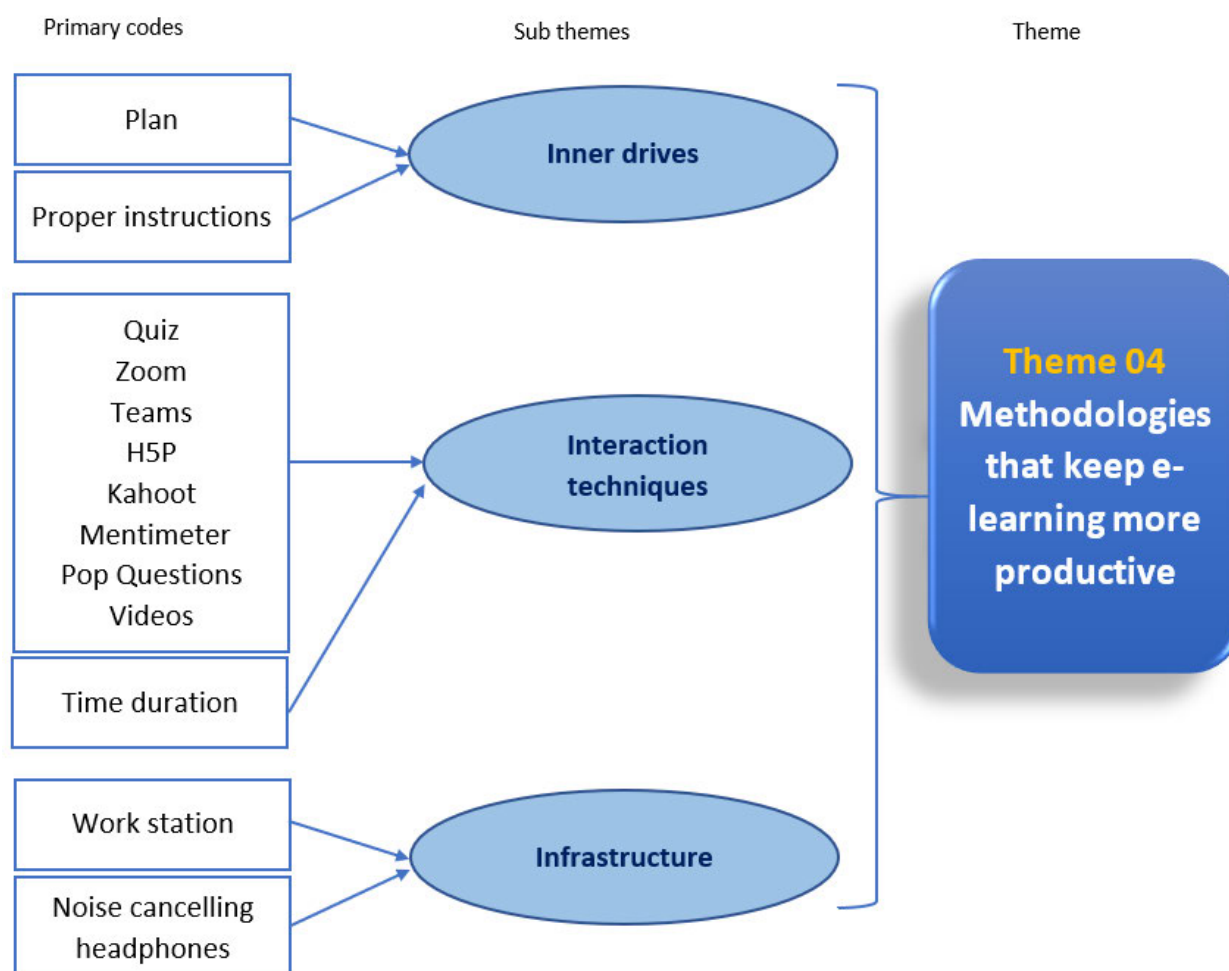 Primary codes
Sub themes
Theme
Plan
Proper instructions
Inner drives
Quiz
Zoom
Teams
H5P
Kahoot
Mentimeter
Pop Questions
Videos
Time duration
Interaction
techniques
Work station
Noise cancelling
headphones
Infrastructure
Theme 04
Methodologies
that keep e-
learning more
productive